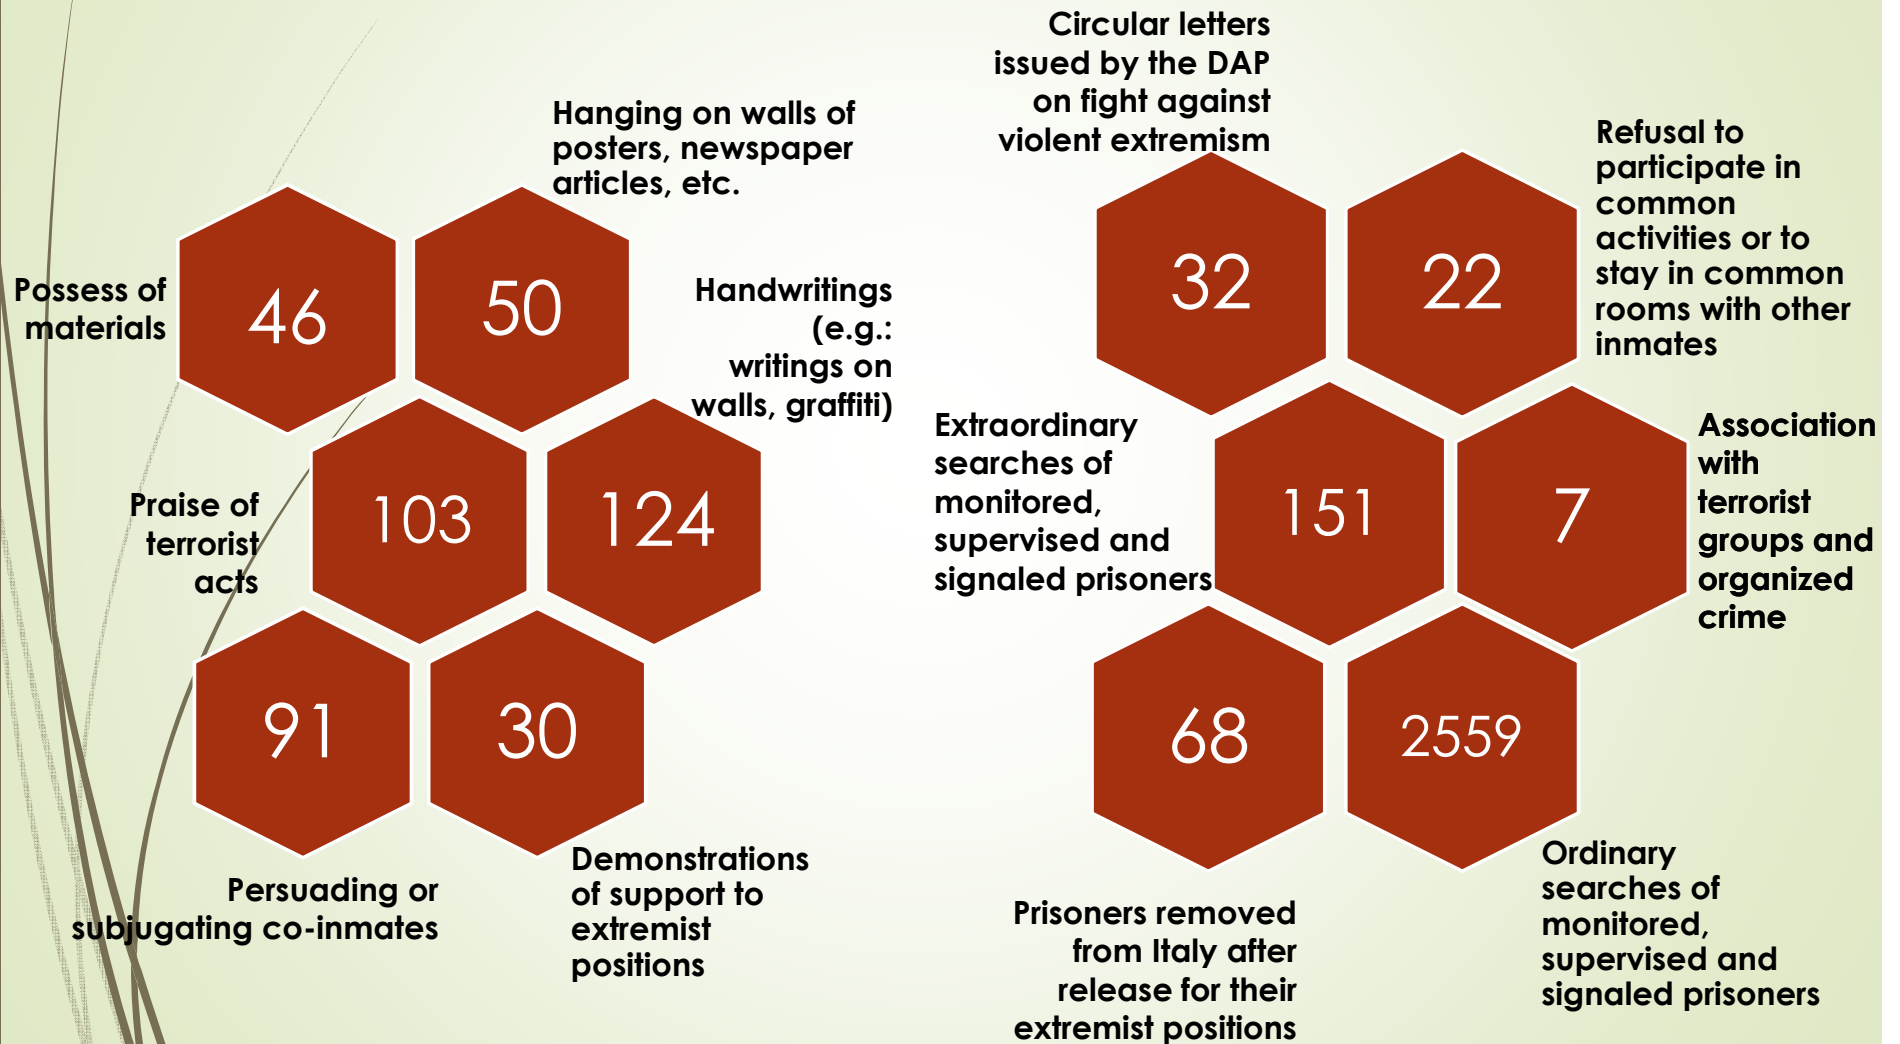 Hanging on walls of
posters, newspaper
articles, etc.
Possess of
materials
46
50
Handwritings
(e.g.:
writings on
walls, graffiti)
Praise of
terrorist
acts
103
124
91
30
Persuading or
subjugating co-inmates
Demonstrations
of support to
extremist
positions
Circular letters
issued by the DAP
on fight against
violent extremism
32
22
Refusal to
participate in
common
activities or to
stay in common
rooms with other
inmates
Extraordinary
searches of
monitored,
supervised and
signaled prisoners
151
7
Association
with
terrorist
groups and
organized
crime
68
2559
Prisoners removed
from Italy after
release for their
extremist positions
Ordinary
searches of
monitored,
supervised and
signaled prisoners